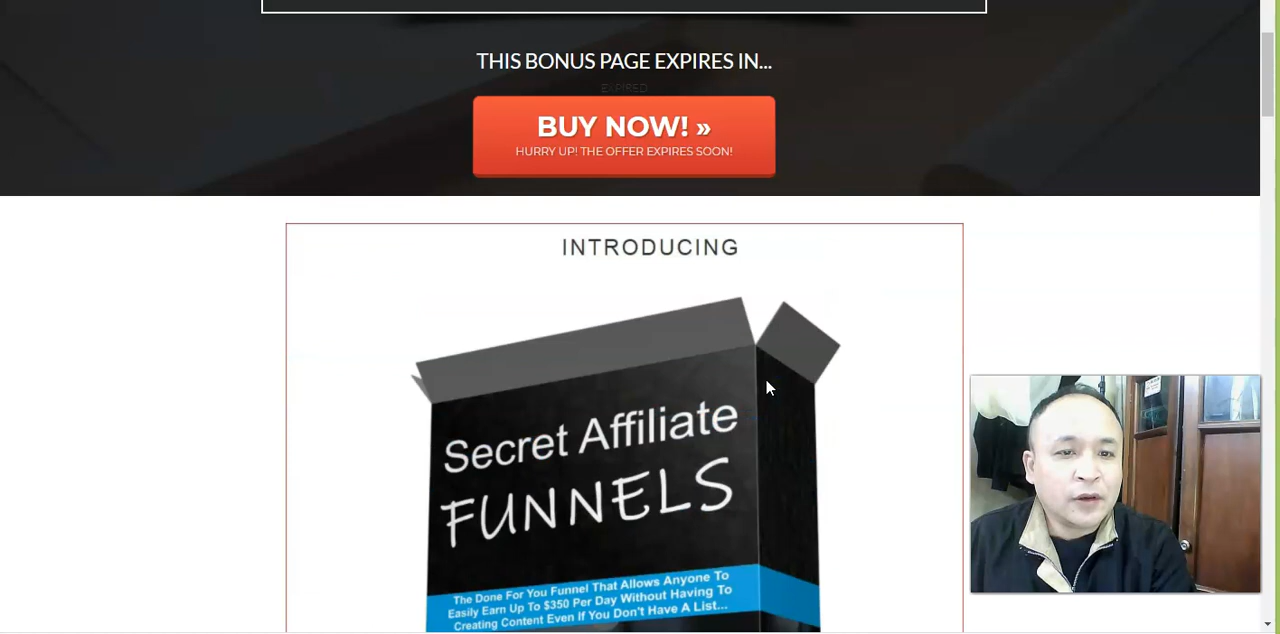 THIS BONUS PAGE EXPIRES IN...
EXPIRED
BUY NOW! »
HURRY UP! THE OFFER EXPIRES SOON!
INTRODUCING
Secret Affiliate
FUNNELS
The Done For You Funnel That Allows Anyone To
Easily Earn Up To $350 Per Day Without Having To
Creating Content Even If You Don't Have A List...